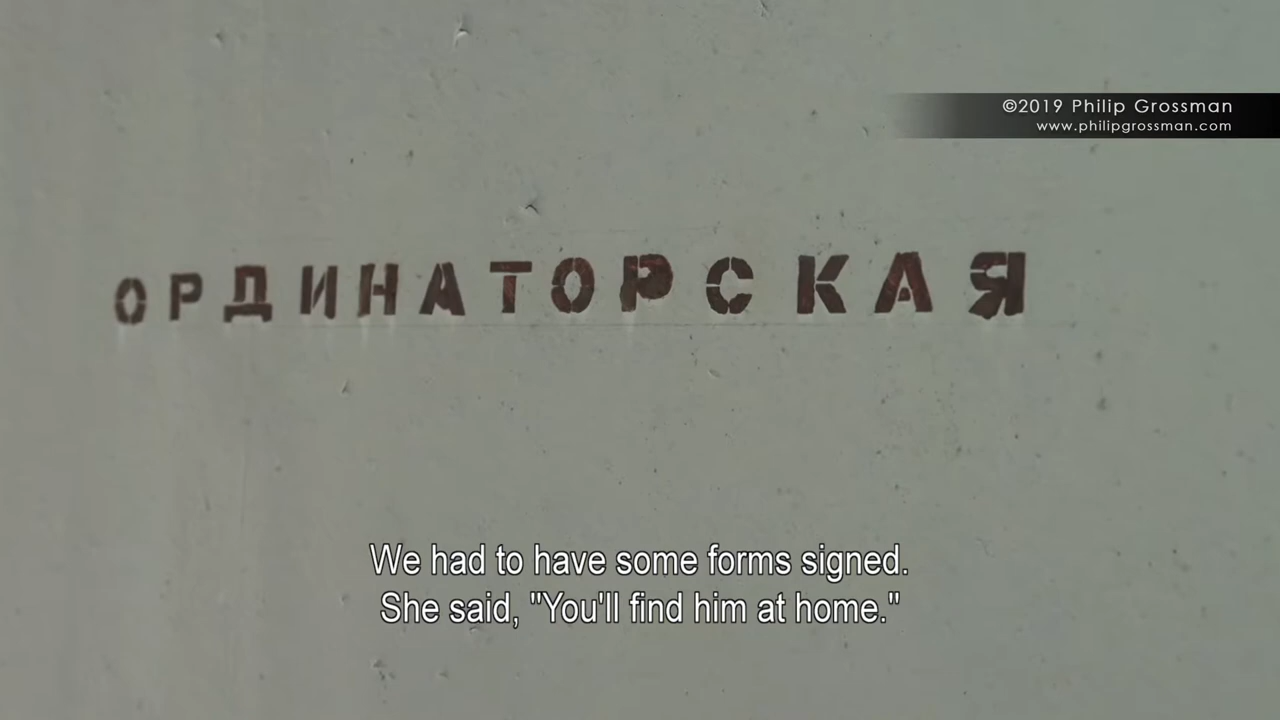 ©2019 Philip Grossman
www.philipgrossman.com
ОРДИНАТОРСКАЯ
We had to have some forms signed.
She said, "You'll find him at home."